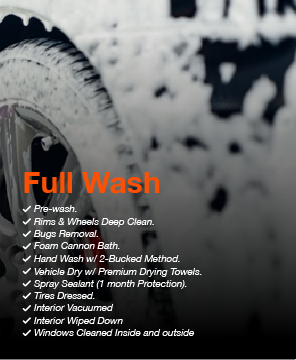 Full Wash
✓ Pre-wash.
✓ Rims & Wheels Deep Clean.
✓ Bugs Removal.
✓ Foam Cannon Bath.
✓ Hand Wash w/ 2-Bucked Method.
✓ Vehicle Dry w/ Premium Drying Towels.
✓ Spray Sealant (1 month Protection).
✓ Tires Dressed.
✓ Interior Vacuumed
✓ Interior Wiped Down
✓ Windows Cleaned Inside and outside